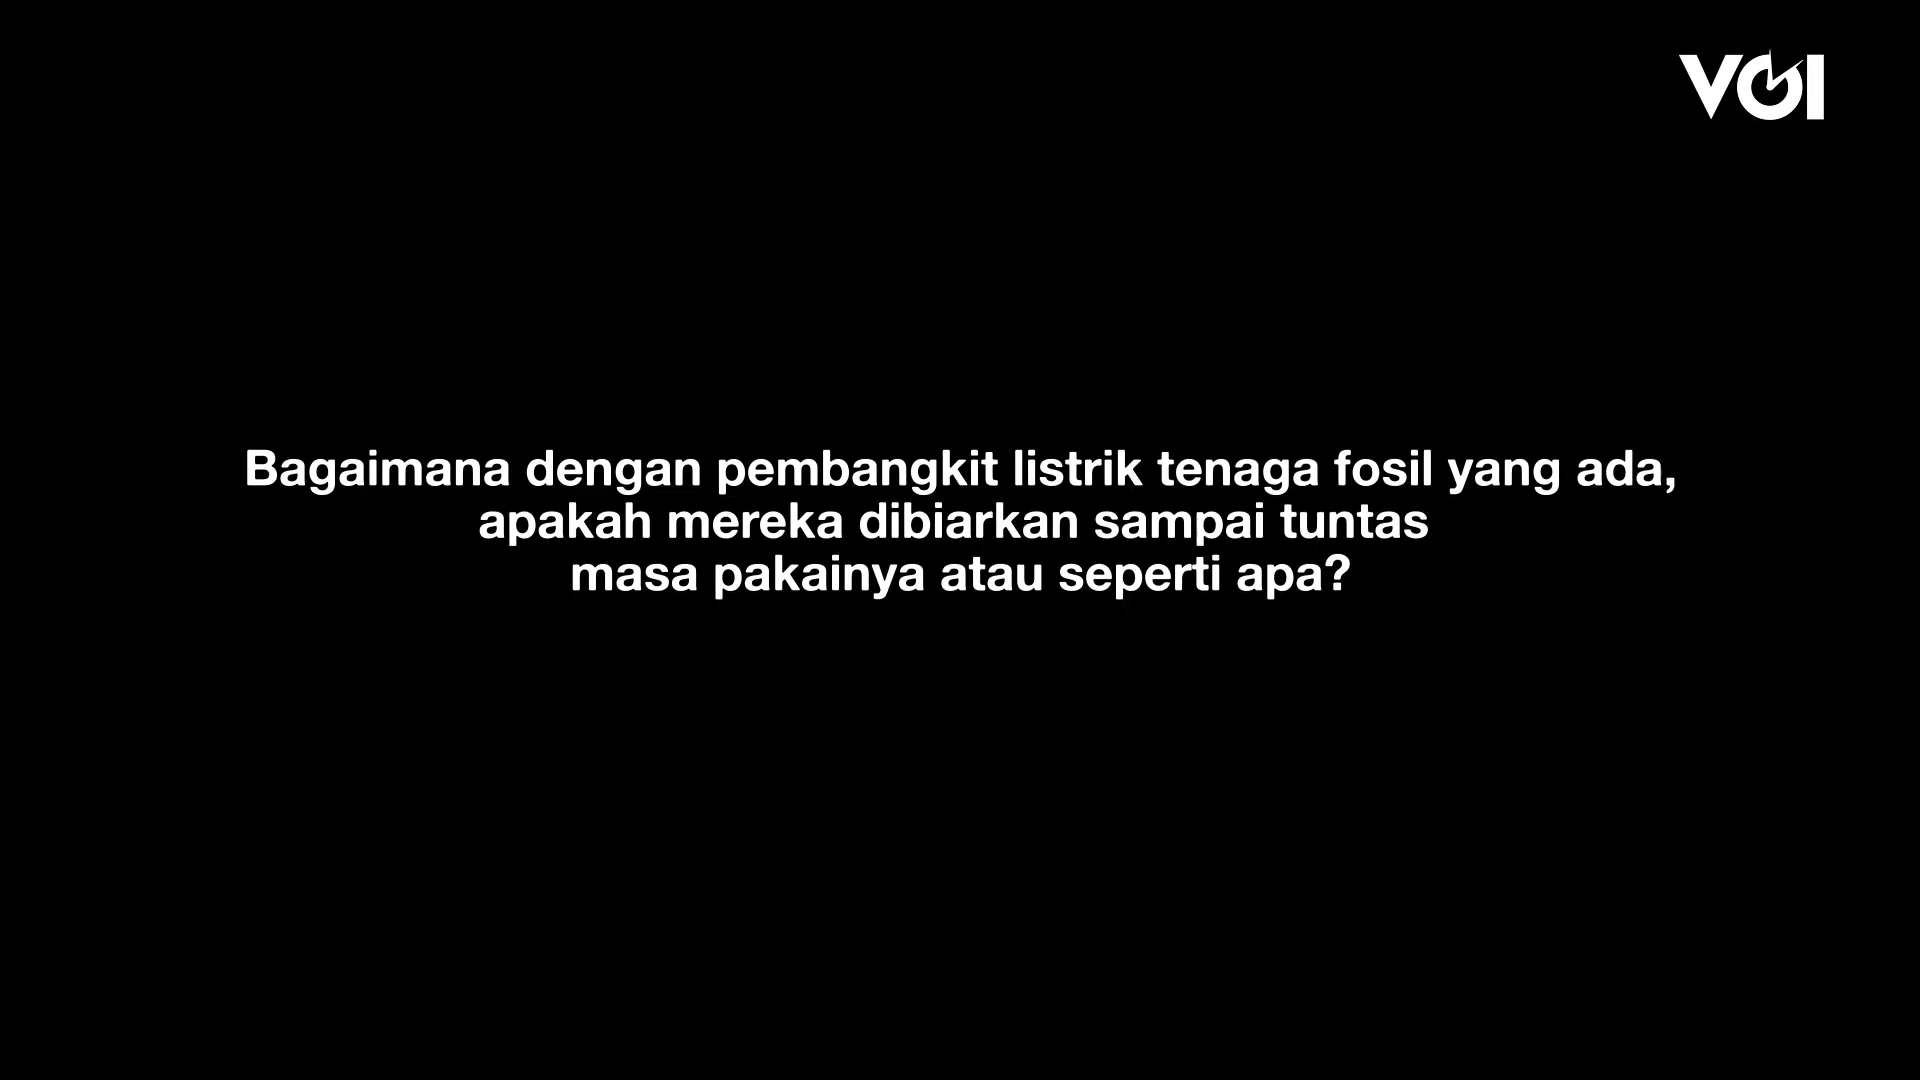 VOI
Bagaimana dengan pembangkit listrik tenaga fosil yang ada,
apakah mereka dibiarkan sampai tuntas
masa pakainya atau seperti apa?